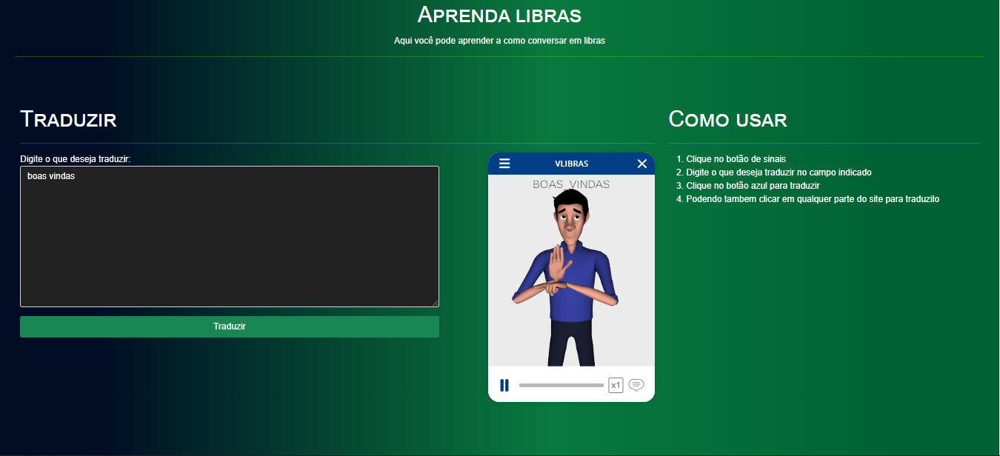 Aprenda libras
Aqui você pode aprender a como conversar em libras
Traduzir
Digite o que deseja traduzir:
boas vindas
Traduzir
VLIBRAS
BOAS_VINDAS
x1
Como usar
1. Clique no botão de sinais
2. Digite o que deseja traduzir no campo indicado
3. Clique no botão azul para traduzir
4. Podendo tambem clicar em qualquer parte do site para traduzilo